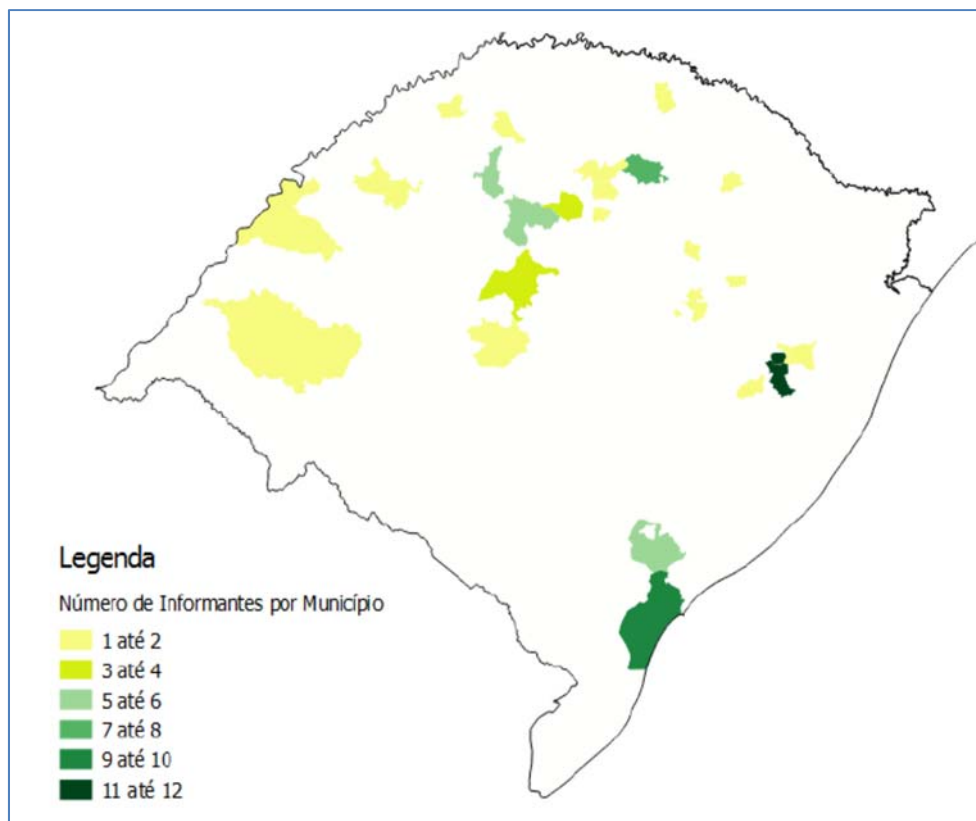 Legenda
Número de Informantes por Município
1 até 2
3 até 4
5 até 6
7 até 8
9 até 10
11 até 12